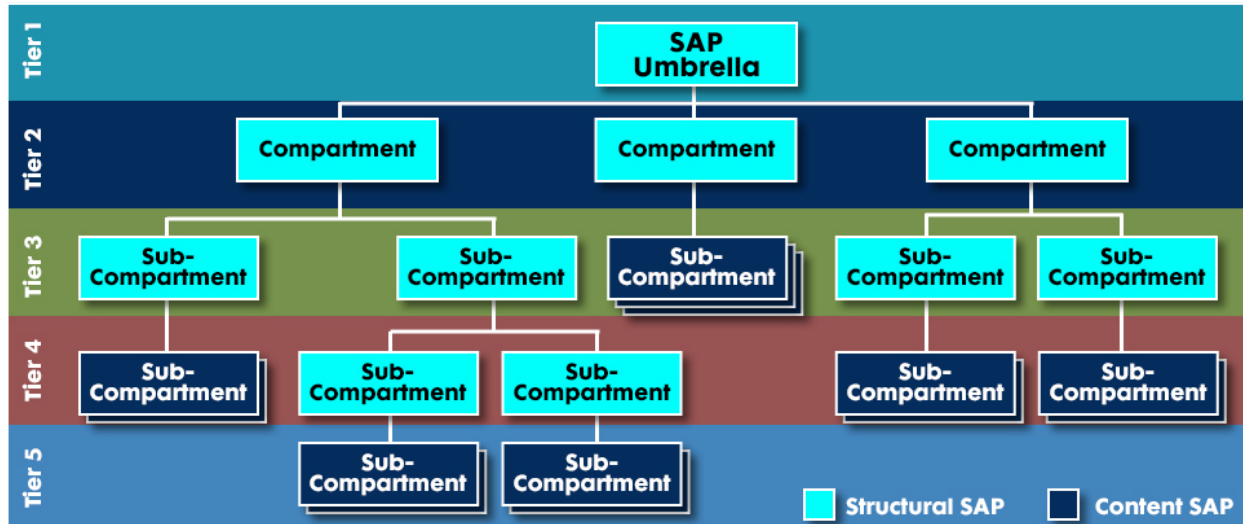 Tier 1
SAP
Umbrella
Tier 2
Compartment
Compartment
Compartment
Tier 3
Sub-
Compartment
Sub-
Compartment
Sub-
Compartment
Sub-
Compartment
Sub-
Compartment
Tier 4
Sub-
Compartment
Sub-
Compartment
Sub-
Compartment
Sub-
Compartment
Sub-
Compartment
Tier 5
Sub-
Compartment
Sub-
Compartment
Structural SAP
Content SAP